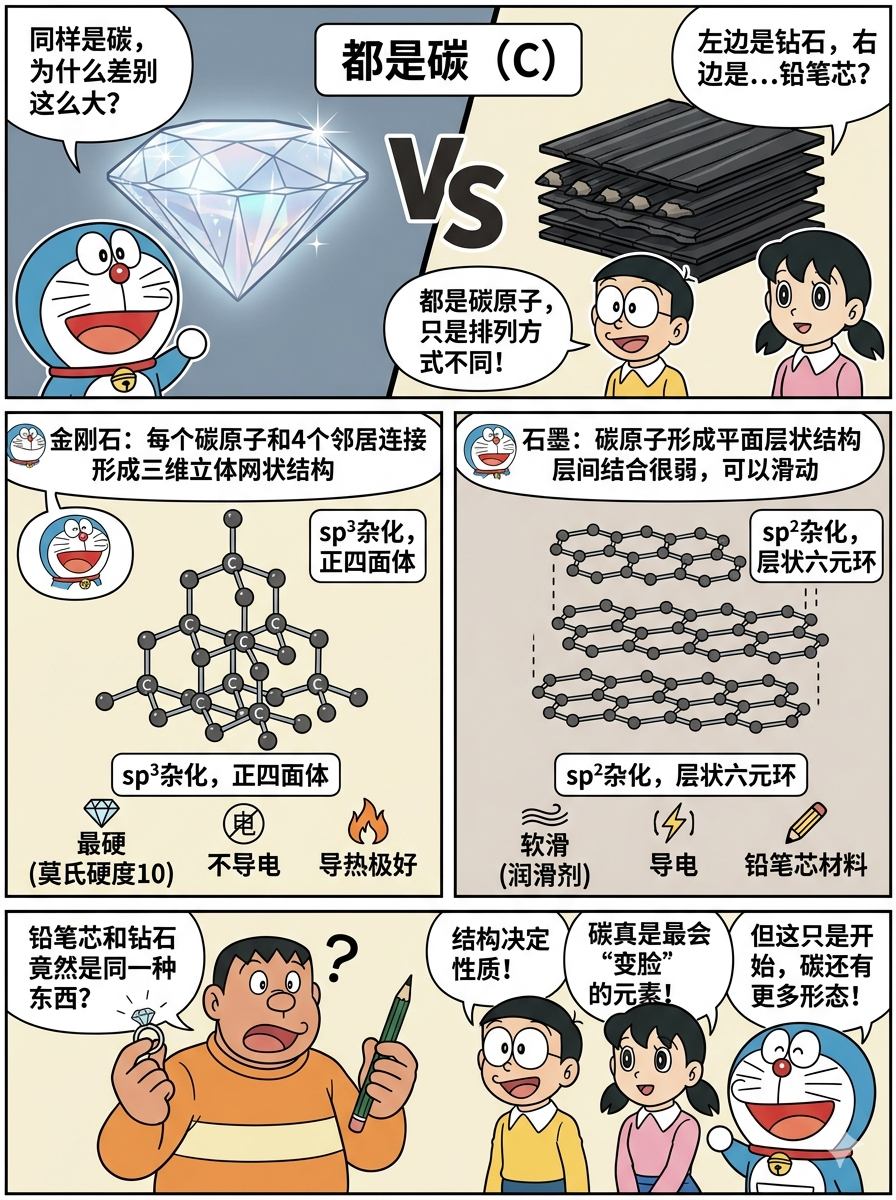 同样是碳，
为什么差别
这么大？
都是碳（C）
左边是钻石，右
边是…铅笔芯？
VS
都是碳原子，
只是排列方
式不同！
金刚石：每个碳原子和4个邻居连接
形成三维立体网状结构
sp³杂化，
正四面体
C
C
C
C
C
C
C
C
sp³杂化，正四面体
最硬
(莫氏硬度10)
电
不导电
导热极好
石墨：碳原子形成平面层状结构
层间结合很弱，可以滑动
sp²杂化，
层状六元环
sp²杂化，层状六元环
软滑
(润滑剂)
导电
铅笔芯材料
铅笔芯和钻石
竟然是同一种
东西？
?
结构决定
性质！
碳真是最会
“变脸”
的元素！
但这只是开
始，碳还有
更多形态！